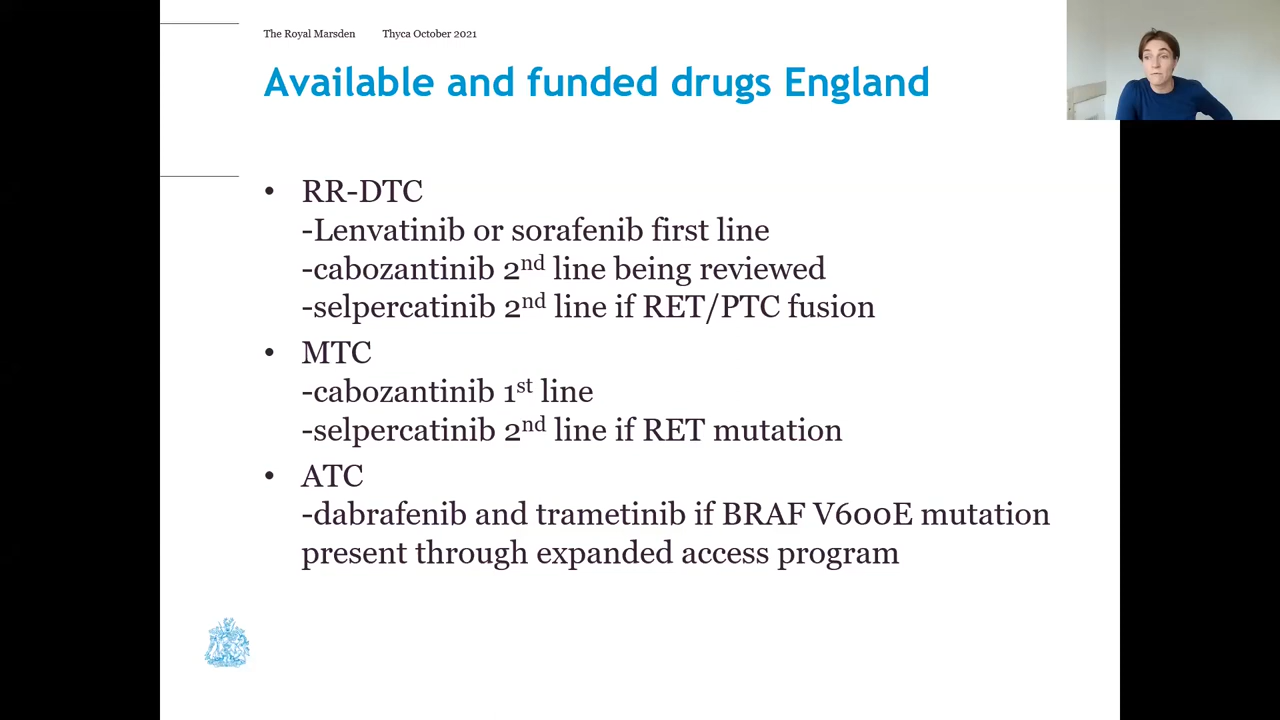 The Royal Marsden Thyca October 2021
Available and funded drugs England
• RR-DTC
-Lenvatinib or sorafenib first line
-cabozantinib 2nd line being reviewed
-selpercatinib 2nd line if RET/PTC fusion
• MTC
-cabozantinib 1st line
-selpercatinib 2nd line if RET mutation
• ATC
-dabrafenib and trametinib if BRAF V600E mutation
present through expanded access program